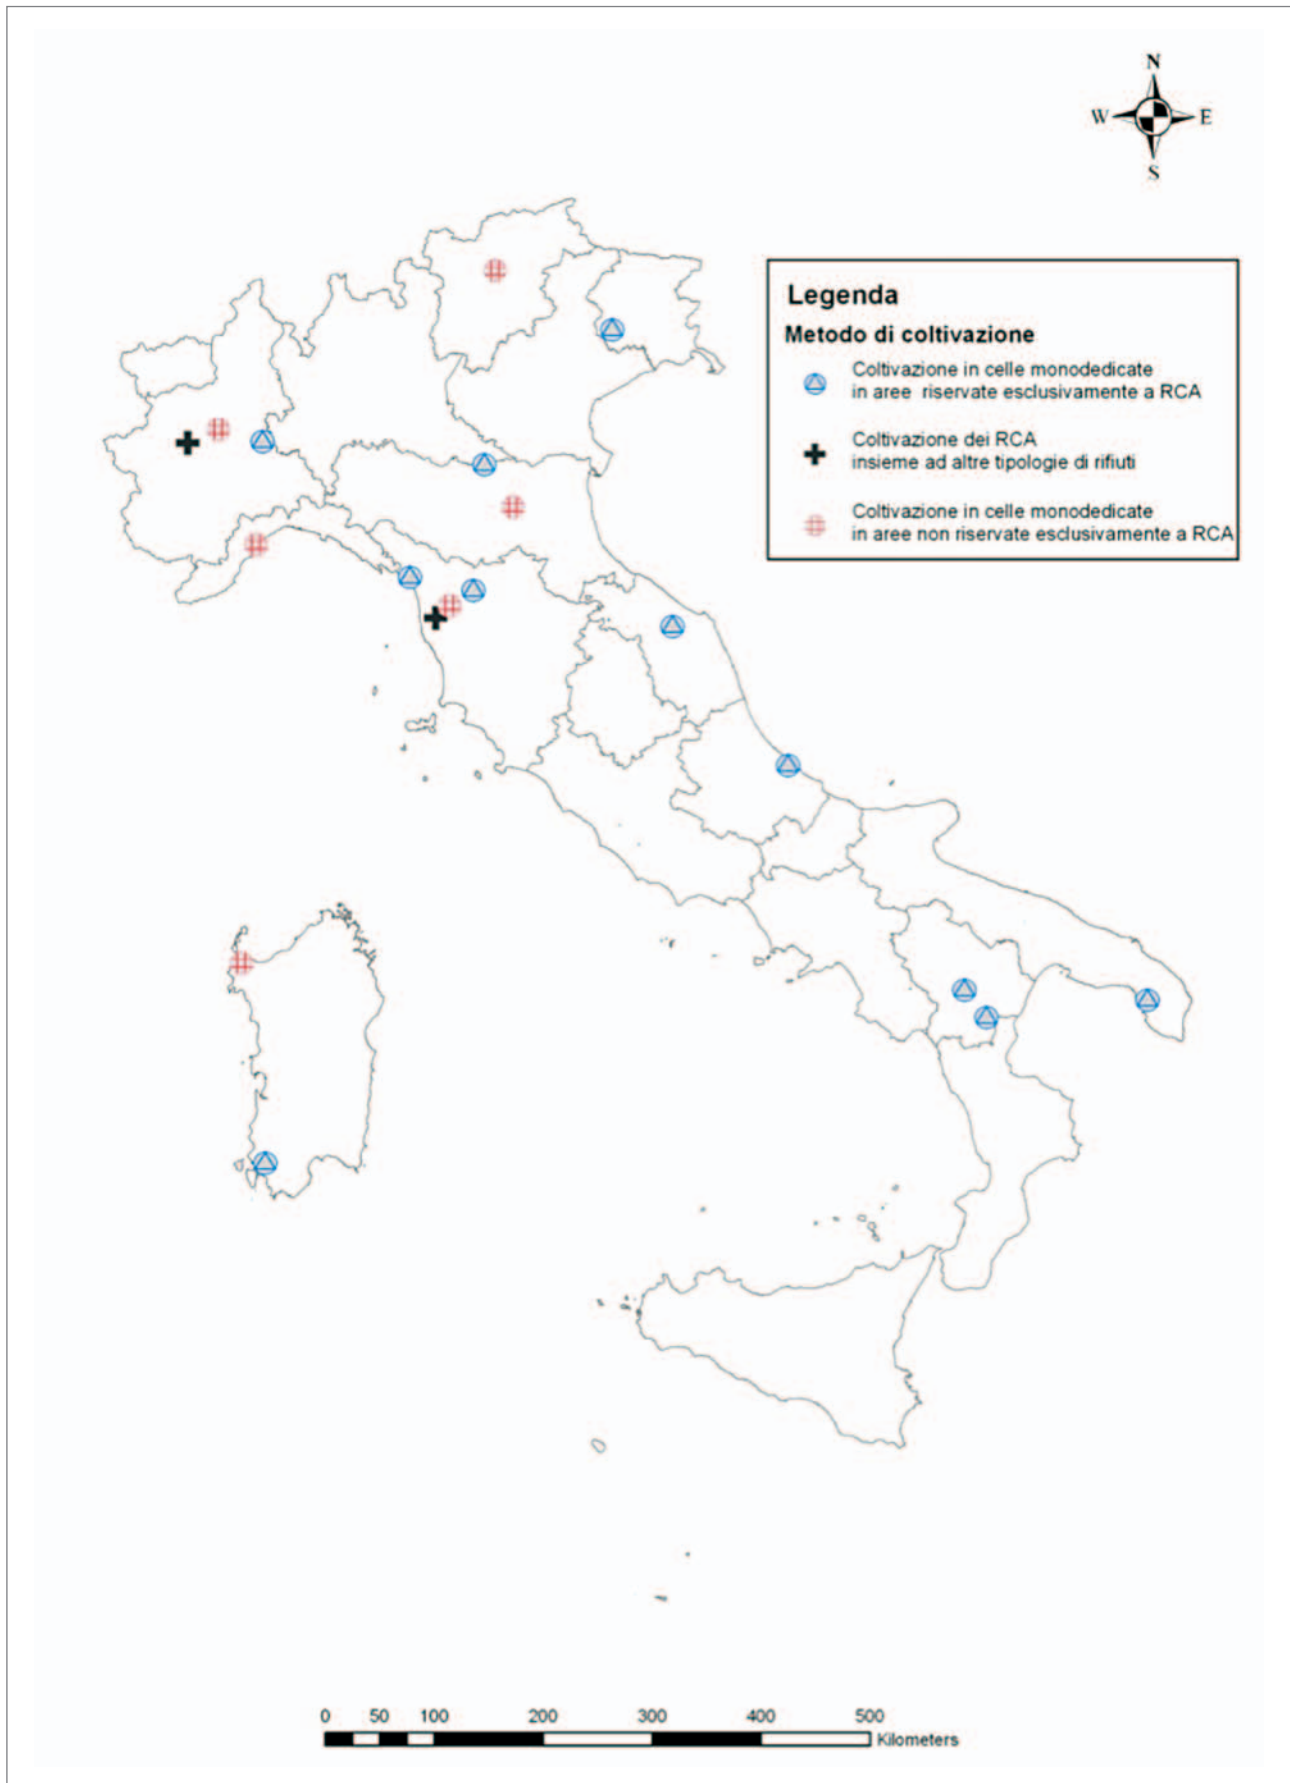 N
W E
S
Legenda
Metodo di coltivazione
Coltivazione in celle monodedicate
in aree riservate esclusivamente a RCA
Coltivazione dei RCA
insieme ad altre tipologie di rifiuti
Coltivazione in celle monodedicate
in aree non riservate esclusivamente a RCA
0 50 100 200 300 400 500
Kilometers